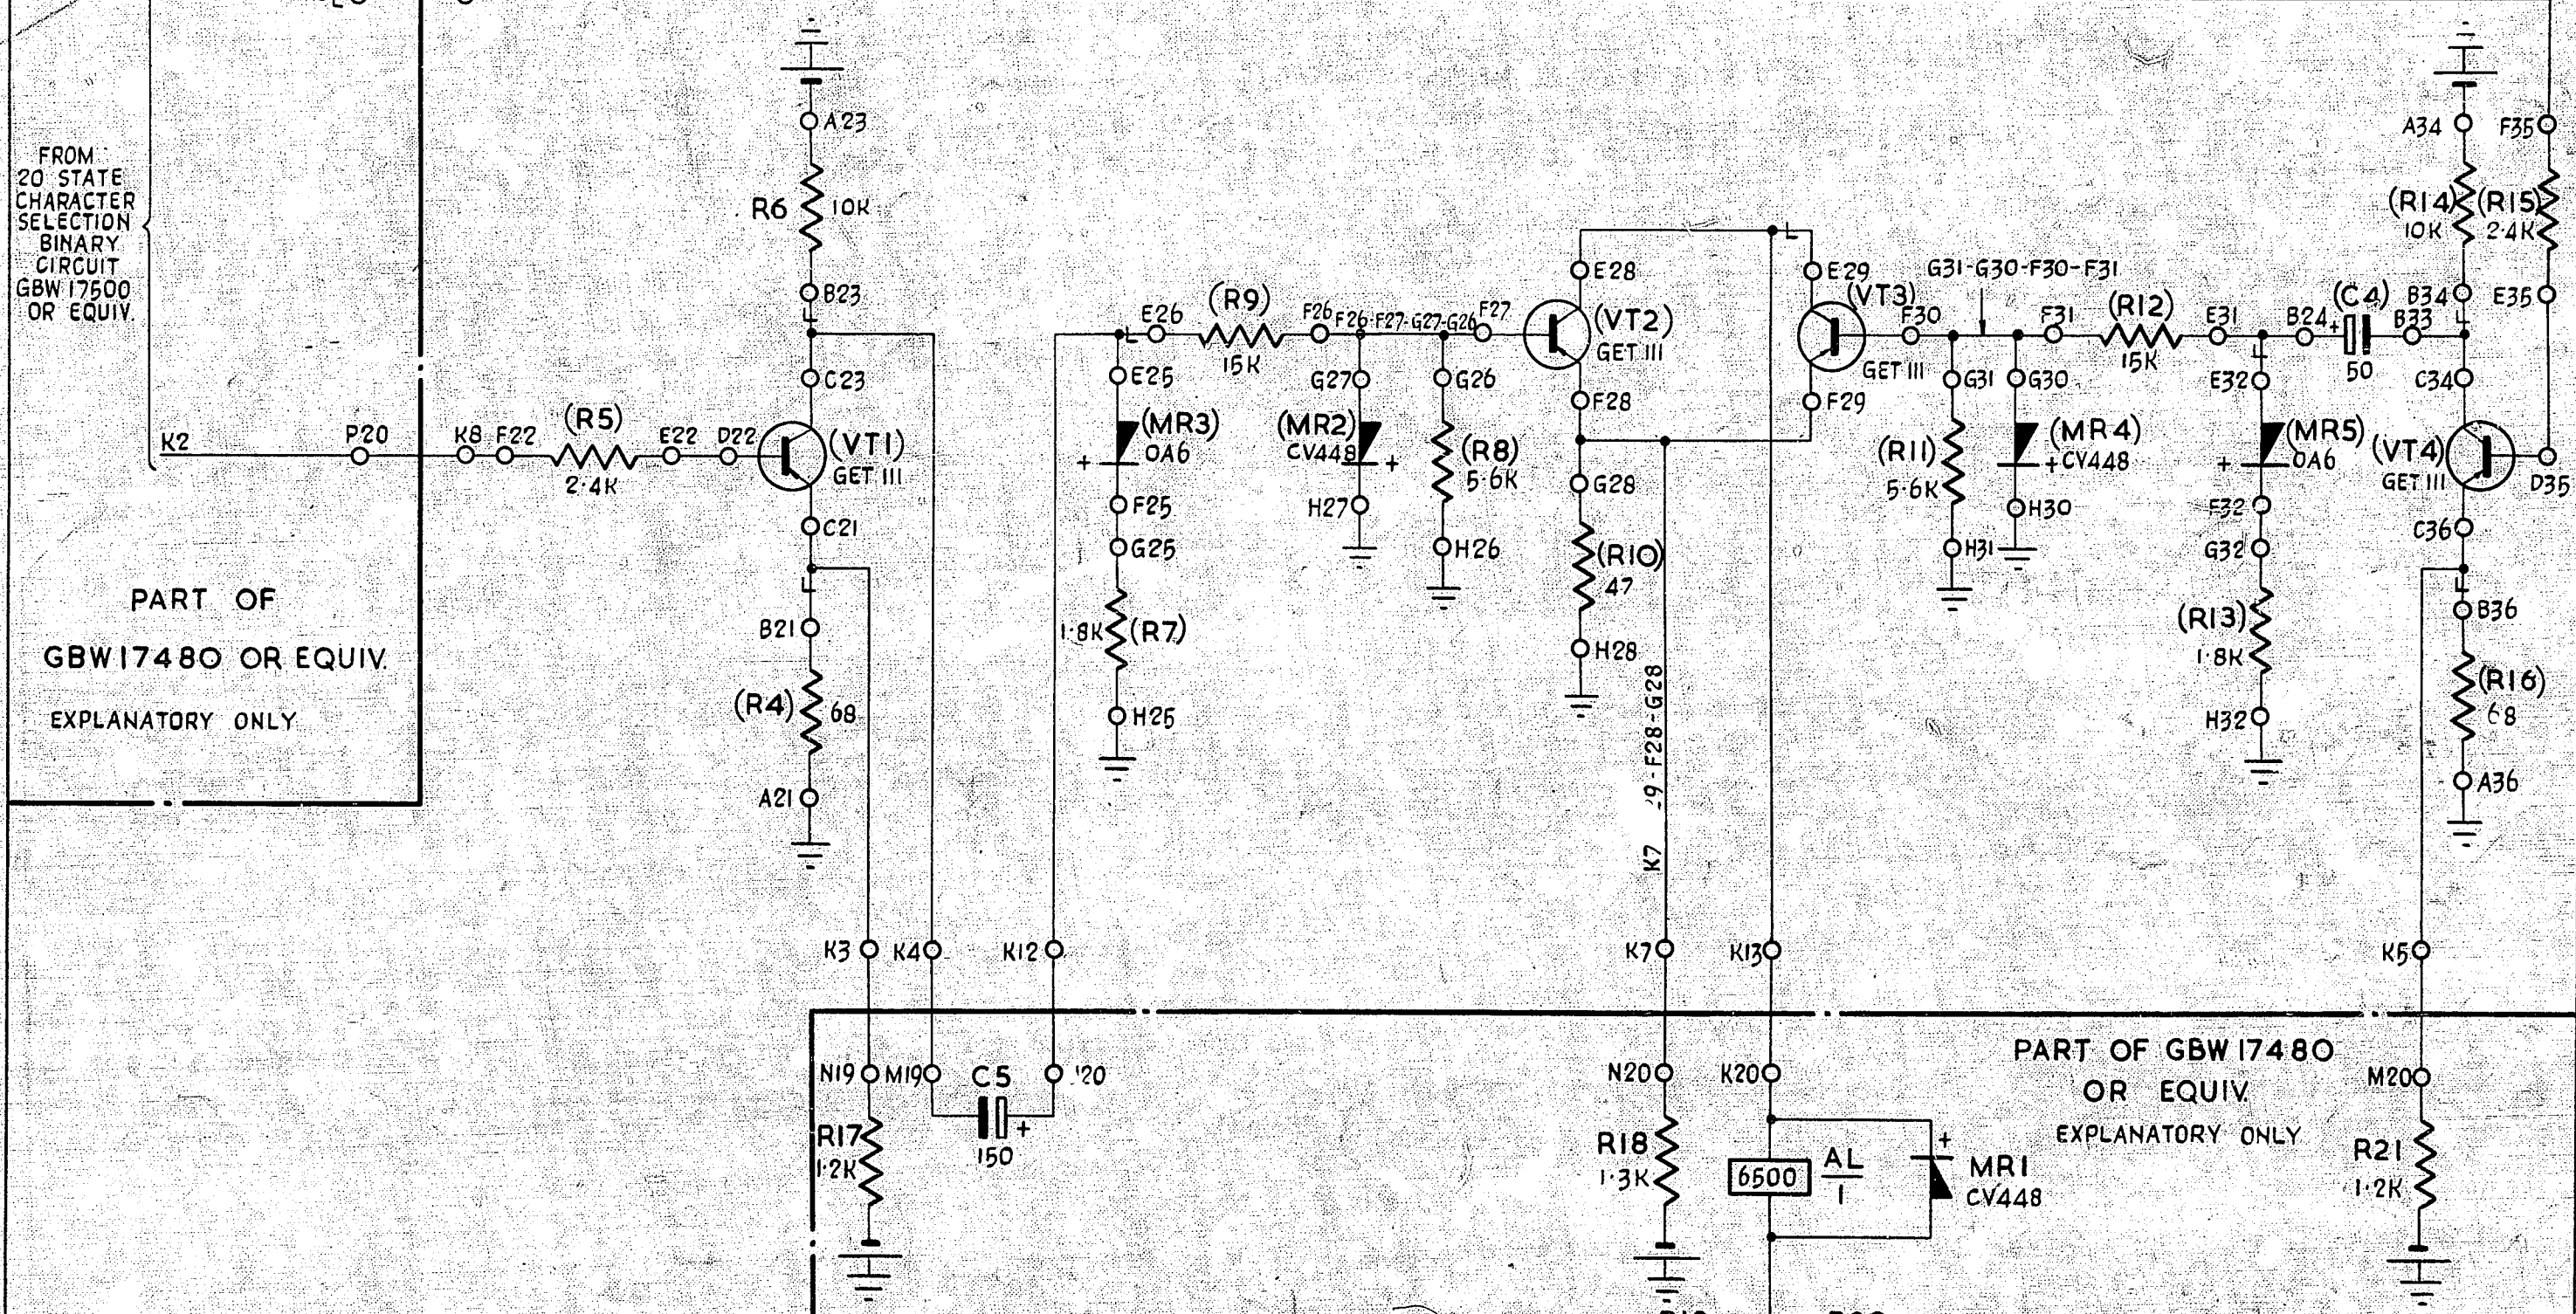 FROM
20 STATE
CHARACTER
SELECTION
BINARY
CIRCUIT
GBW 17500
OR EQUIV.
K2
P20
K8
F22
(R5)
2·4K
E22
D22
(VT1)
GET III
A23
R6
10K
B23
L
C23
C21
L
B21
(R4)
68
A21
PART OF
GBW 17480 OR EQUIV.
EXPLANATORY ONLY
K3
K4
K12
L
E26
(R9)
15K
F26
F26-F27-G27-G26
F27
E25
(MR3)
OA6
+
F25
G25
1·8K
(R7)
H25
G27
(MR2)
CV448
+
H27
G26
(R8)
5·6K
H26
E28
(VT2)
GET III
F28
G28
(R10)
47
H28
-9-F28-G28
K7
K7
K13
L
E29
(VT3)
GET III
F29
F30
G31-G30-F30-F31
F31
(R12)
15K
E31
G31
G30
(R11)
5·6K
H31
(MR4)
+
CV448
H30
L
E32
(MR5)
OA6
+
F32
G32
(R13)
1·8K
H32
B24
+
(C4)
50
B33
A34
(R14)
10K
B34
L
C34
F35
(R15)
2·4K
E35
(VT4)
GET III
D35
C36
L
B36
(R16)
68
A36
K5
N19
R17
1·2K
M19
C5
+
150
'20
N20
R18
1·3K
K20
6500
AL
1
+
MR1
CV448
PART OF GBW 17480
OR EQUIV.
EXPLANATORY ONLY
M20
R21
1·2K